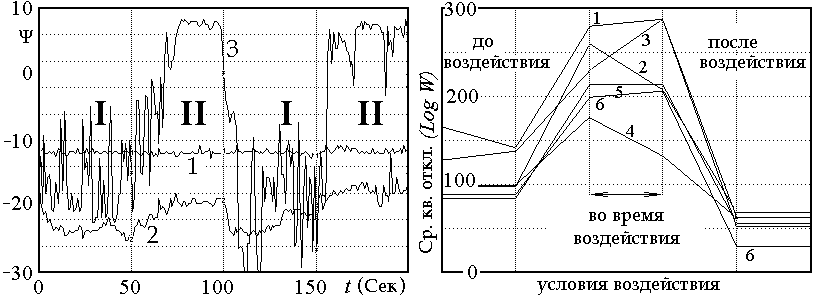 10
Ψ
0
-10
-20
-30
I
II
I
II
3
1
2
0
50
100
150
t (Сек)
300
200
100
0
Ср. кв. откл. (Log W)
до
воздействия
после
воздействия
1
3
2
5
6
4
6
во время
воздействия
условия воздействия